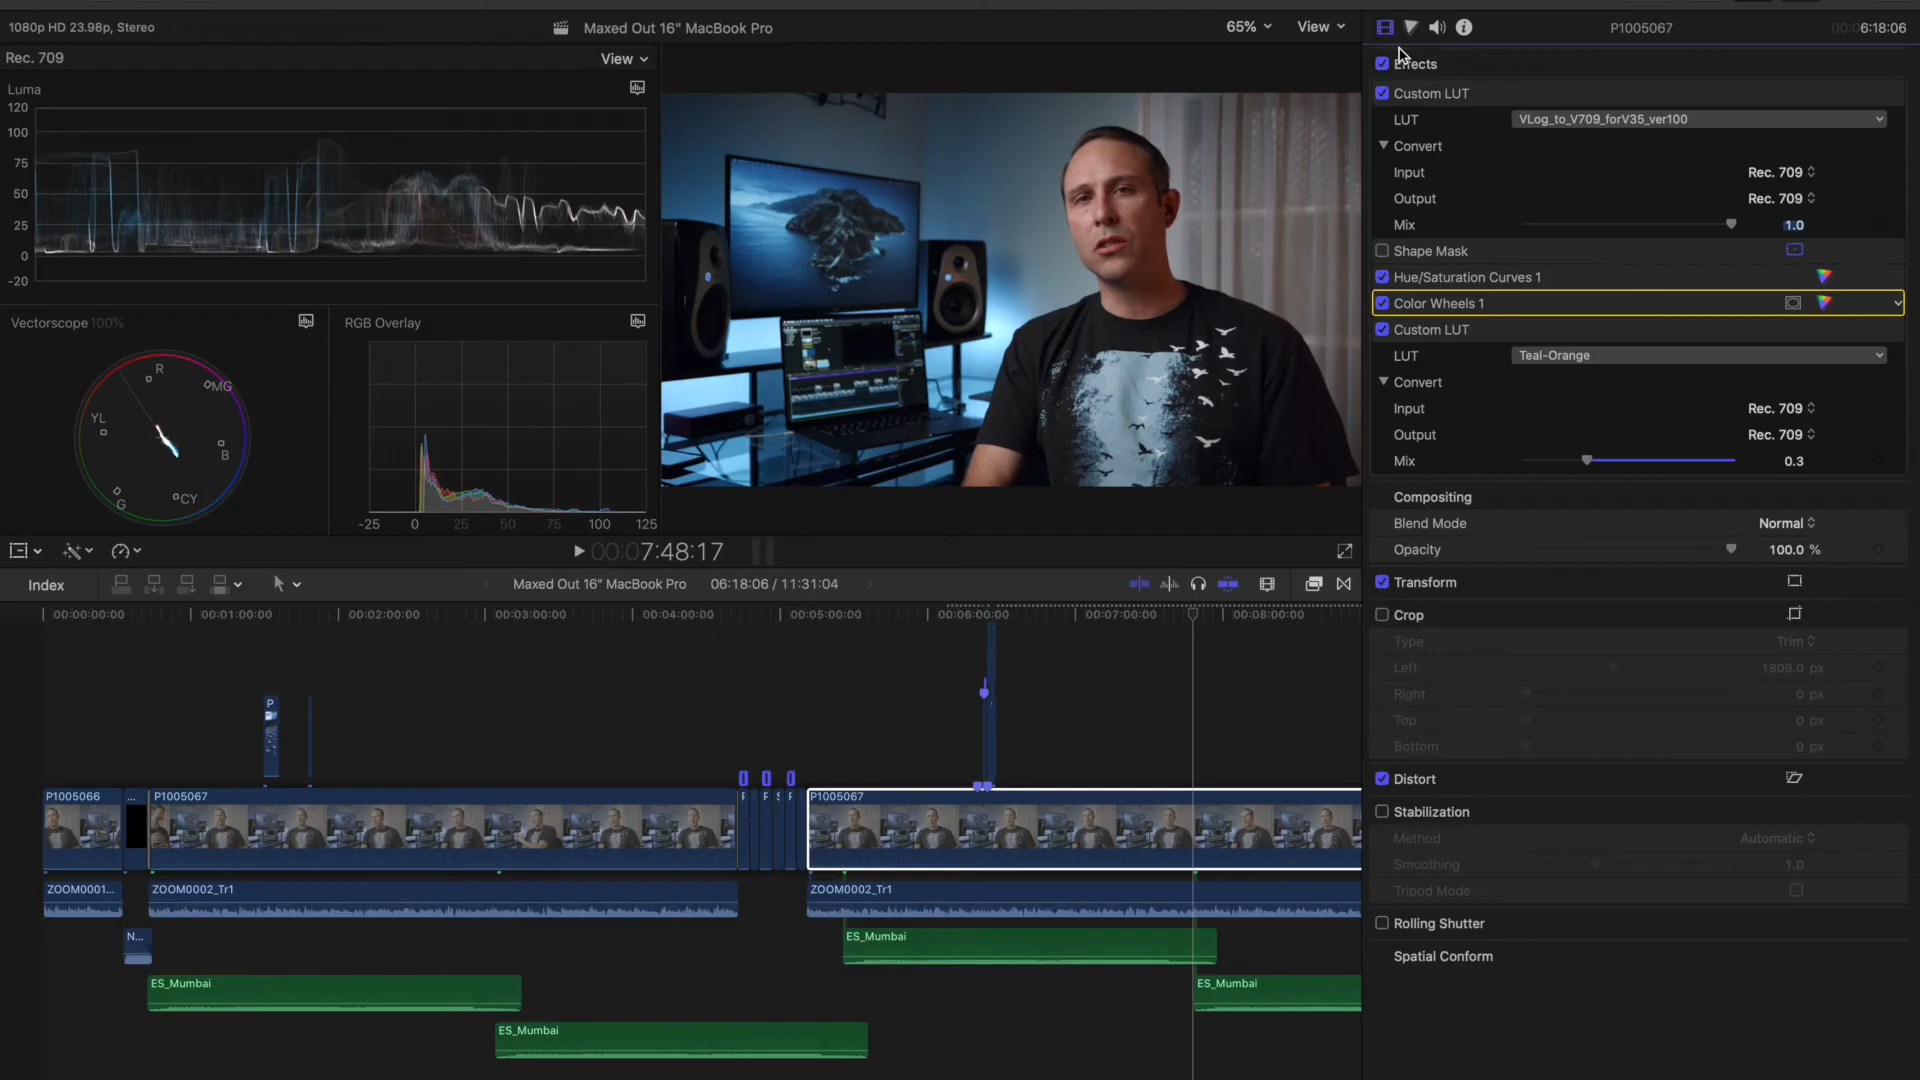 1080p HD 23.98p, Stereo
Maxed Out 16" MacBook Pro
65%
View
P1005067
00:06:18:06
Rec. 709
View
Luma
120
100
75
50
25
0
-20
Vectorscope 100%
R
MG
YL
B
G
CY
RGB Overlay
-25
0
25
50
75
100
125
00:07:48:17
Effects
Custom LUT
LUT
VLog_to_V709_forV35_ver100
Convert
Input
Rec. 709
Output
Rec. 709
Mix
1.0
Shape Mask
Hue/Saturation Curves 1
Color Wheels 1
Custom LUT
LUT
Teal-Orange
Convert
Input
Rec. 709
Output
Rec. 709
Mix
0.3
Compositing
Blend Mode
Normal
Opacity
100.0 %
Transform
Crop
Type
Trim
Left
1809.0 px
Right
0 px
Top
0 px
Bottom
0 px
Distort
Stabilization
Method
Automatic
Smoothing
1.0
Tripod Mode
Rolling Shutter
Spatial Conform
Index
Maxed Out 16" MacBook Pro
06:18:06 / 11:31:04
00:00:00:00
00:01:00:00
00:02:00:00
00:03:00:00
00:04:00:00
00:05:00:00
00:06:00:00
00:07:00:00
00:08:00:00
P
P1005066
...
P1005067
P1005067
ZOOM0001...
ZOOM0002_Tr1
ZOOM0002_Tr1
N...
ES_Mumbai
ES_Mumbai
ES_Mumbai
ES_Mumbai